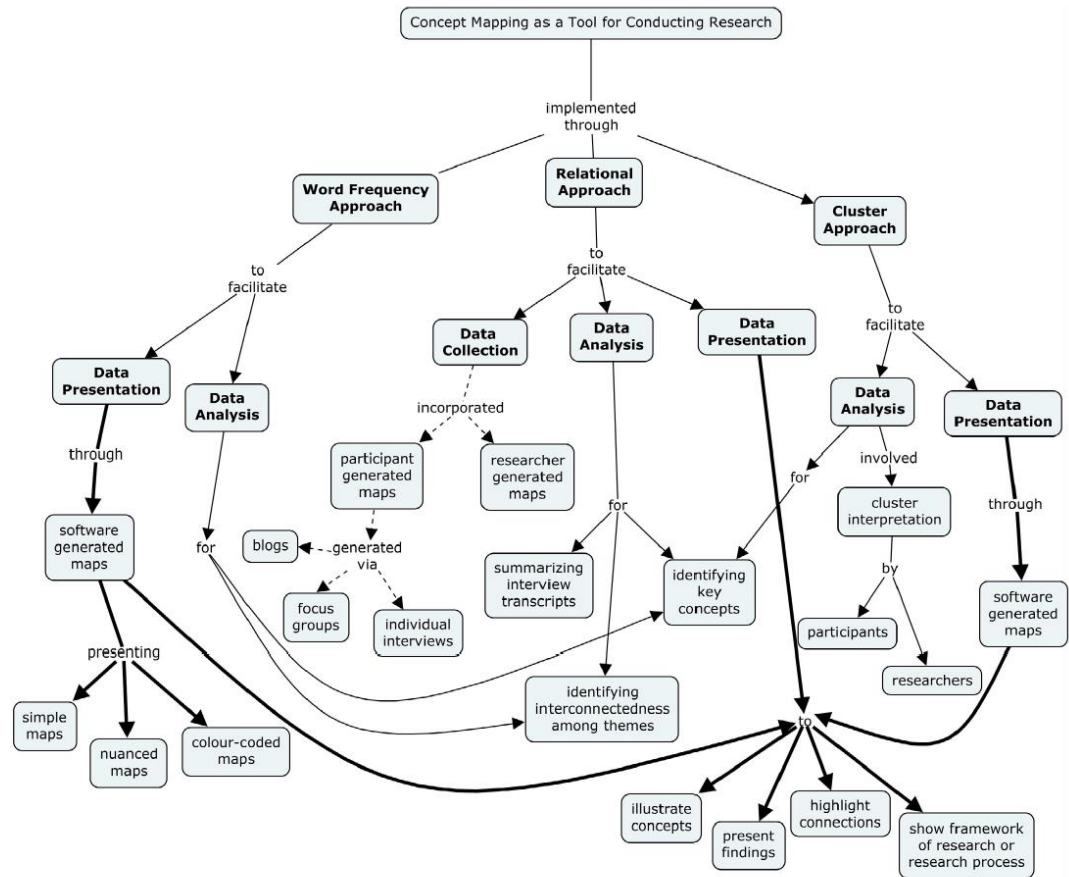 Concept Mapping as a Tool for Conducting Research
implemented
through
Word Frequency
Approach
Relational
Approach
Cluster
Approach
to
facilitate
to
facilitate
to
facilitate
Data
Presentation
Data
Analysis
Data
Collection
Data
Analysis
Data
Presentation
Data
Analysis
Data
Presentation
through
incorporated
participant
generated
maps
researcher
generated
maps
for
involved
cluster
interpretation
through
software
generated
maps
for
blogs
generated
via
focus
groups
individual
interviews
for
summarizing
interview
transcripts
identifying
key
concepts
by
participants
researchers
software
generated
maps
presenting
simple
maps
nuanced
maps
colour-coded
maps
identifying
interconnectedness
among themes
to
illustrate
concepts
present
findings
highlight
connections
show framework
of research or
research process